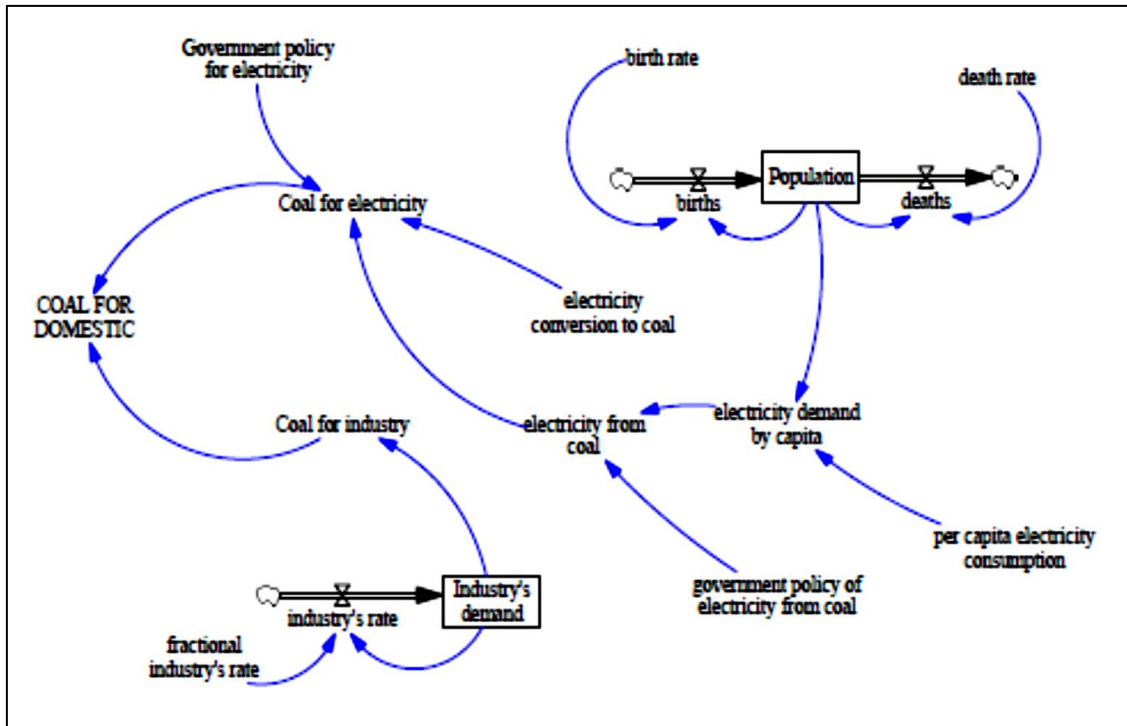 Government policy
for electricity
birth rate
death rate
Population
births
deaths
Coal for electricity
electricity
conversion to coal
COAL FOR
DOMESTIC
Coal for industry
electricity from
coal
electricity demand
by capita
per capita electricity
consumption
government policy of
electricity from coal
Industry's
demand
industry's rate
fractional
industry's rate